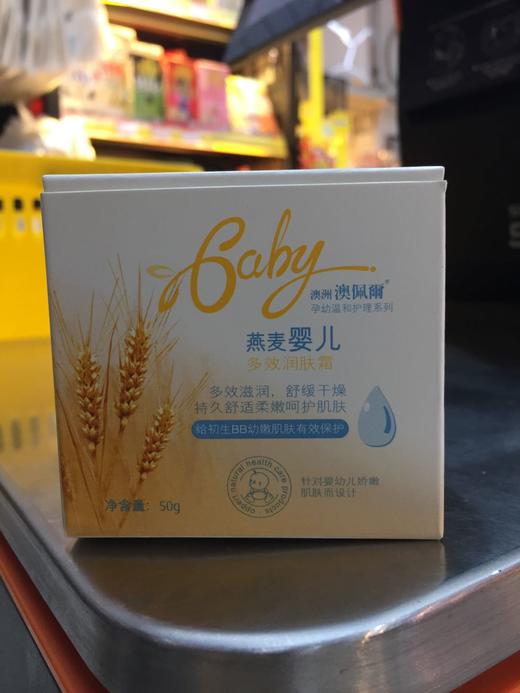 Baby
澳洲 澳佩爾®
孕幼温和护理系列
燕麦婴儿
多效润肤霜
多效滋润，舒缓干燥
持久舒适柔嫩呵护肌肤
给初生BB幼嫩肌肤有效保护
opperi natural health care products
针对婴幼儿娇嫩
肌肤而设计
净含量：50g